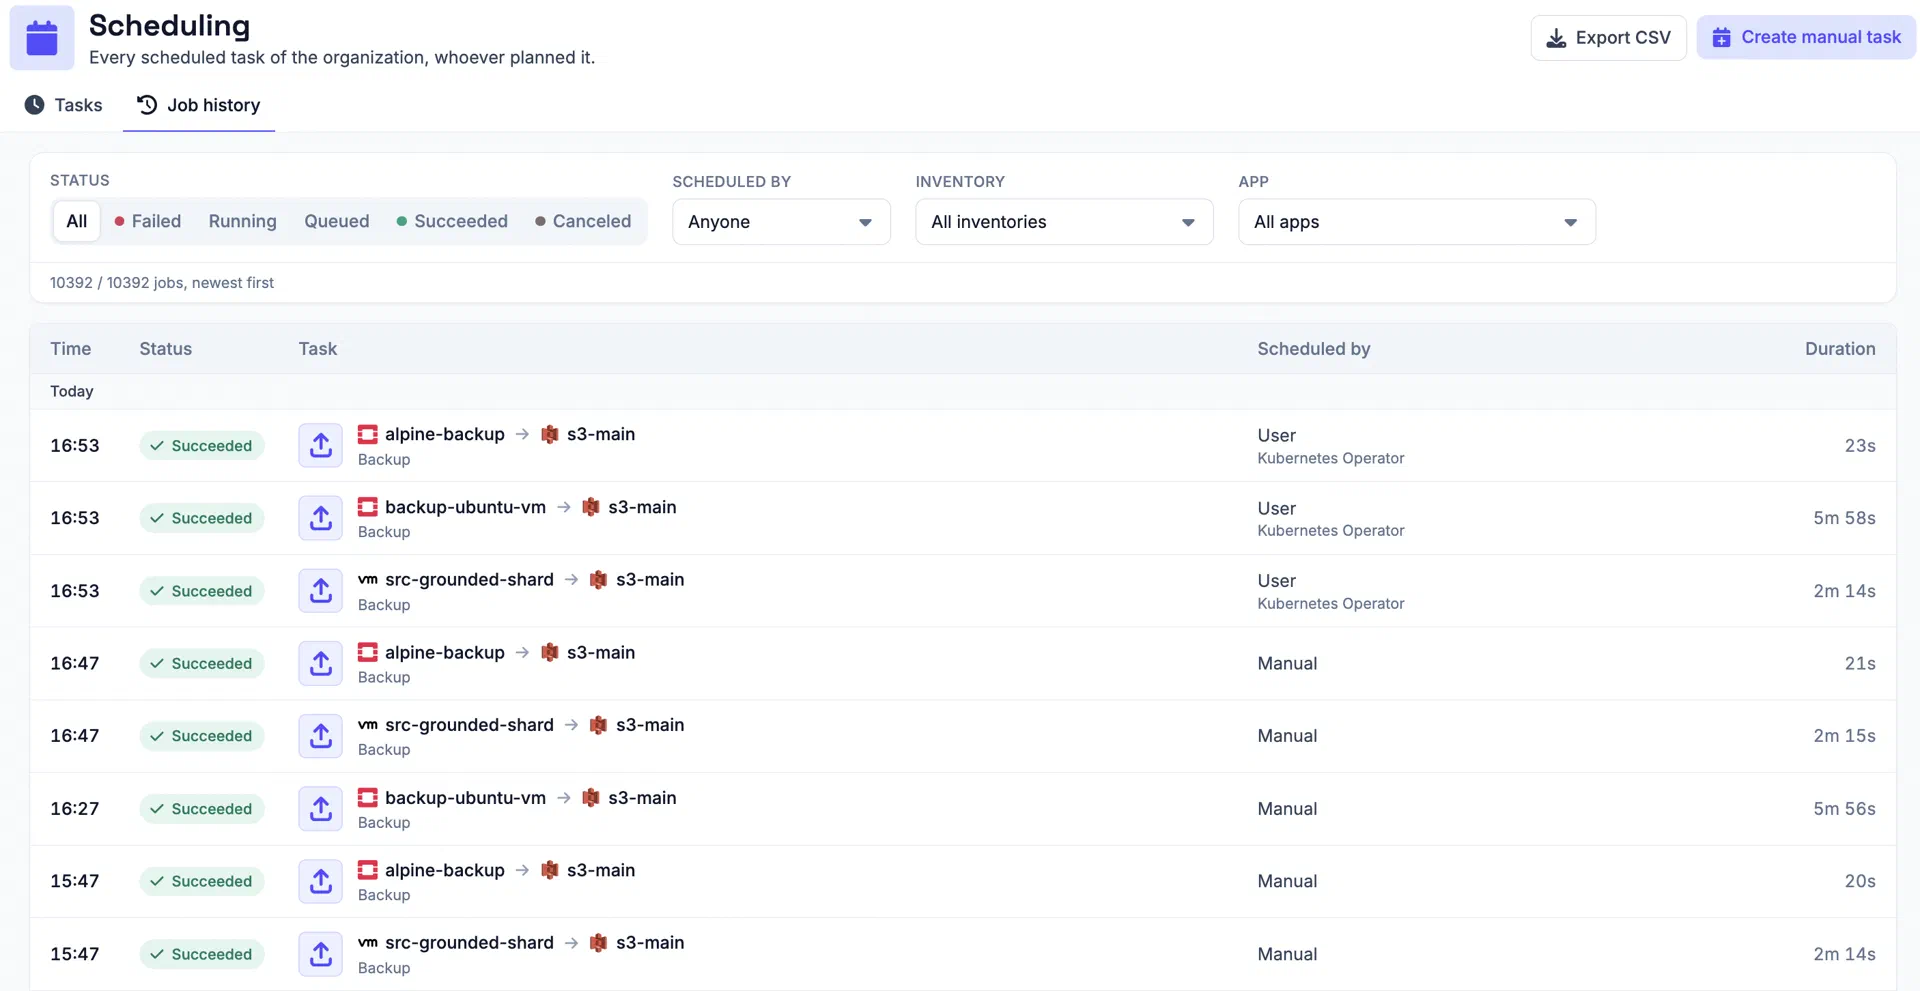 Scheduling
Every scheduled task of the organization, whoever planned it.
Export CSV
Create manual task
Tasks
Job history
STATUS
All
Failed
Running
Queued
Succeeded
Canceled
SCHEDULED BY
Anyone
INVENTORY
All inventories
APP
All apps
10392 / 10392 jobs, newest first
Time Status Task Scheduled by Duration
Today
16:53 Succeeded alpine-backup → s3-main User 23s
Backup Kubernetes Operator
16:53 Succeeded backup-ubuntu-vm → s3-main User 5m 58s
Backup Kubernetes Operator
16:53 Succeeded vm src-grounded-shard → s3-main User 2m 14s
Backup Kubernetes Operator
16:47 Succeeded alpine-backup → s3-main Manual 21s
Backup
16:47 Succeeded vm src-grounded-shard → s3-main Manual 2m 15s
Backup
16:27 Succeeded backup-ubuntu-vm → s3-main Manual 5m 56s
Backup
15:47 Succeeded alpine-backup → s3-main Manual 20s
Backup
15:47 Succeeded vm src-grounded-shard → s3-main Manual 2m 14s
Backup